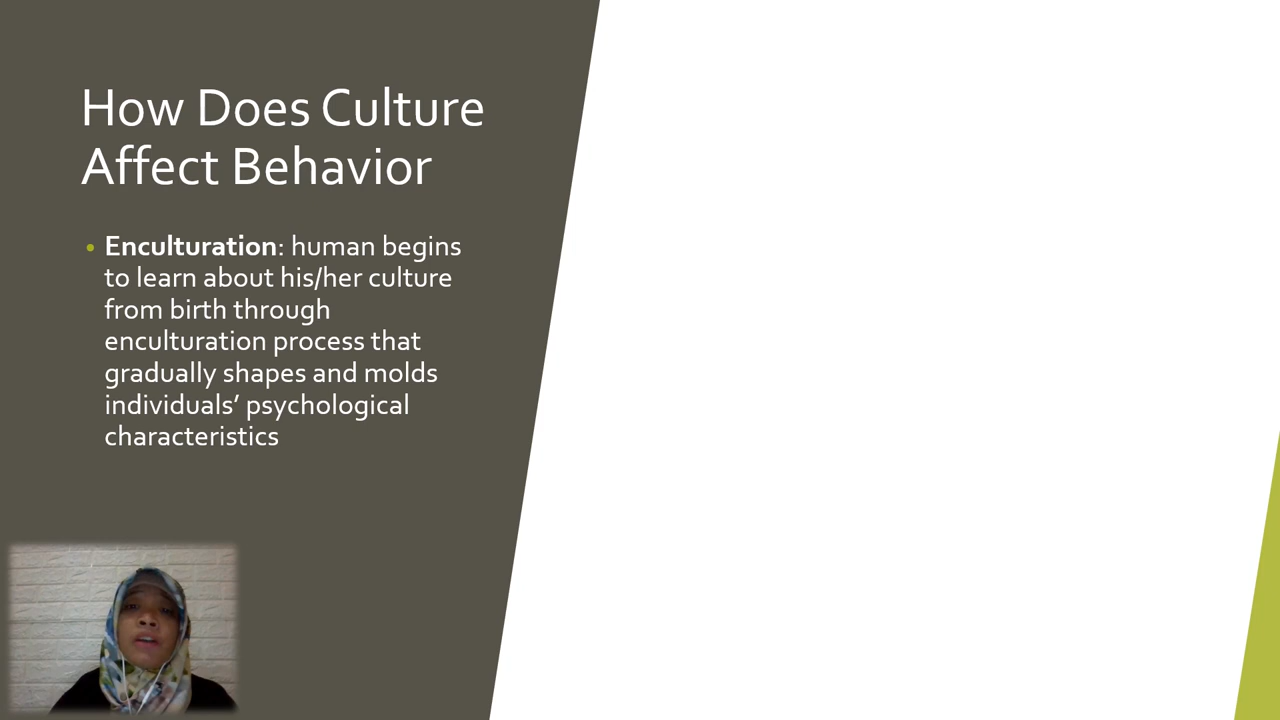 How Does Culture
Affect Behavior
• Enculturation: human begins
to learn about his/her culture
from birth through
enculturation process that
gradually shapes and molds
individuals’ psychological
characteristics